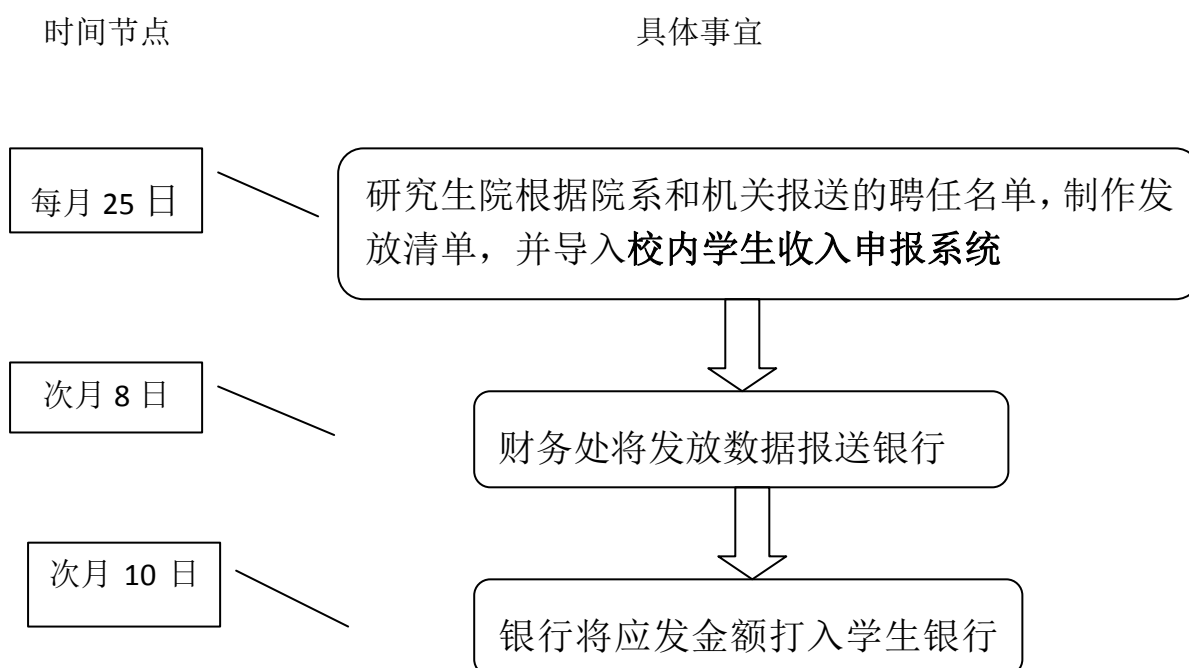 时间节点
具体事宜
每月 25 日
研究生院根据院系和机关报送的聘任名单，制作发
放清单，并导入校内学生收入申报系统
次月 8 日
财务处将发放数据报送银行
次月 10 日
银行将应发金额打入学生银行